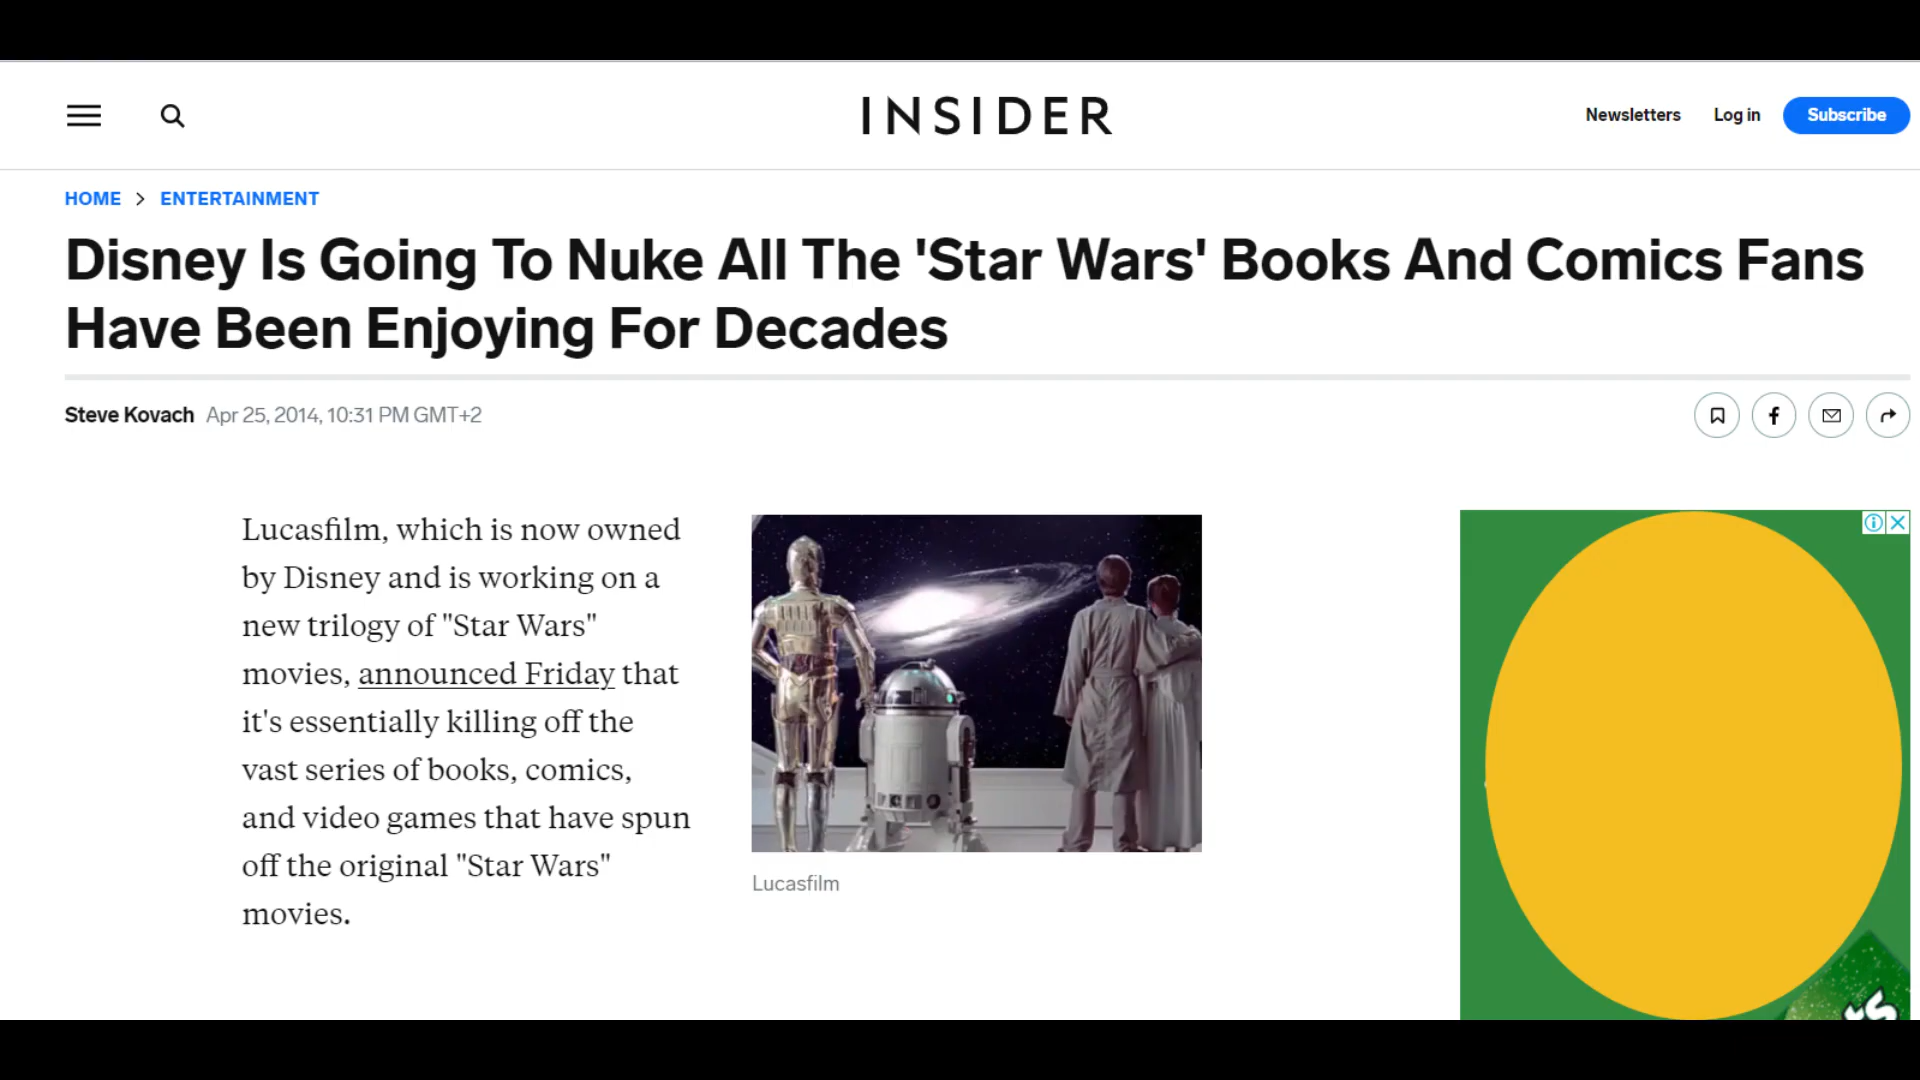 INSIDER
Newsletters
Log in
Subscribe
HOME > ENTERTAINMENT
Disney Is Going To Nuke All The 'Star Wars' Books And Comics Fans
Have Been Enjoying For Decades
Steve Kovach Apr 25, 2014, 10:31 PM GMT+2
Lucasfilm, which is now owned
by Disney and is working on a
new trilogy of "Star Wars"
movies, announced Friday that
it's essentially killing off the
vast series of books, comics,
and video games that have spun
off the original "Star Wars"
movies.
Lucasfilm